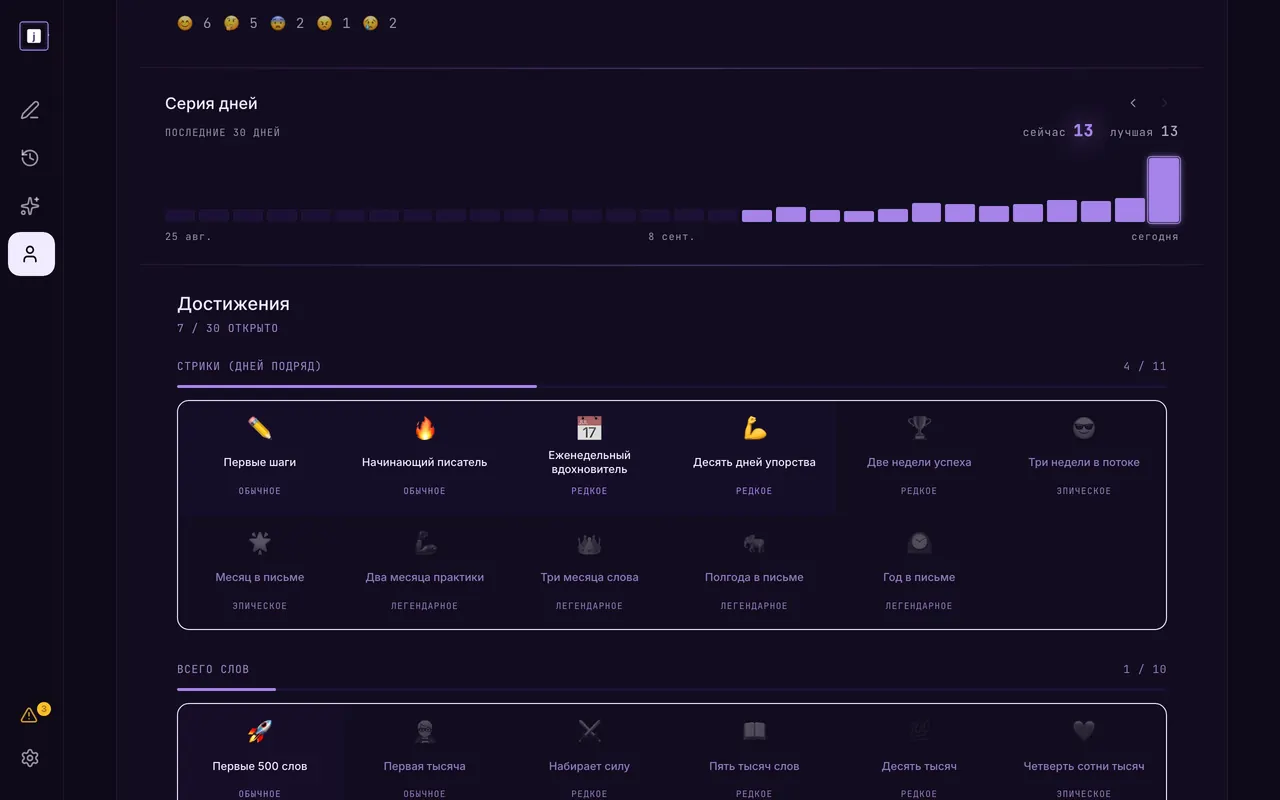 j
6 5 2 1 2
Серия дней
ПОСЛЕДНИЕ 30 ДНЕЙ
сейчас 13 лучшая 13
25 авг. 8 сент. сегодня
Достижения
7 / 30 ОТКРЫТО
СТРИКИ (ДНЕЙ ПОДРЯД) 4 / 11
JUL
17
Первые шаги
Начинающий писатель
Еженедельный
вдохновитель
Десять дней упорства
Две недели успеха
Три недели в потоке
ОБЫЧНОЕ ОБЫЧНОЕ РЕДКОЕ РЕДКОЕ РЕДКОЕ ЭПИЧЕСКОЕ
Месяц в письме
Два месяца практики
Три месяца слова
Полгода в письме
Год в письме
ЭПИЧЕСКОЕ ЛЕГЕНДАРНОЕ ЛЕГЕНДАРНОЕ ЛЕГЕНДАРНОЕ ЛЕГЕНДАРНОЕ
ВСЕГО СЛОВ 1 / 10
Первые 500 слов
Первая тысяча
Набирает силу
Пять тысяч слов
Десять тысяч
Четверть сотни тысяч
ОБЫЧНОЕ ОБЫЧНОЕ РЕДКОЕ РЕДКОЕ РЕДКОЕ ЭПИЧЕСКОЕ
3